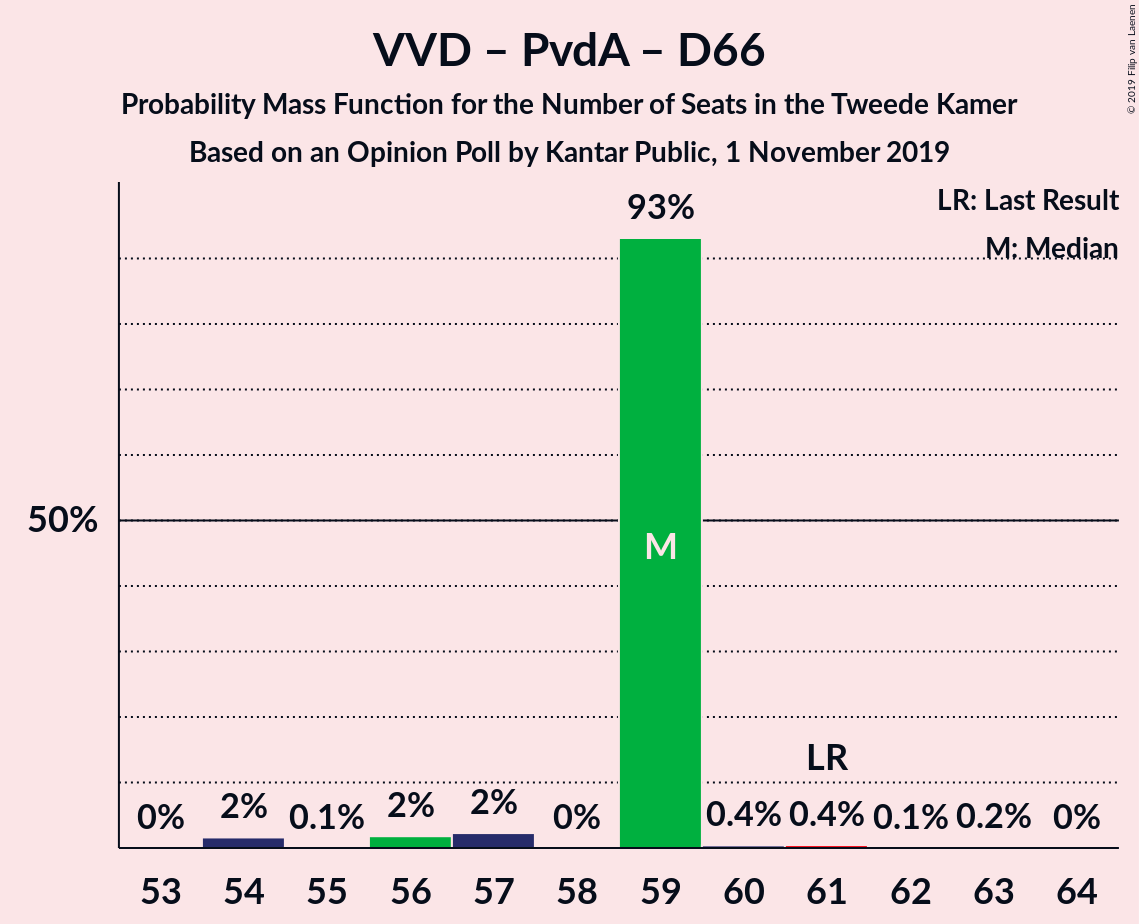 VVD – PvdA – D66
Probability Mass Function for the Number of Seats in the Tweede Kamer
Based on an Opinion Poll by Kantar Public, 1 November 2019
© 2019 Filip van Laenen
LR: Last Result
M: Median
93%
50%
M
LR
0% 2% 0.1% 2% 2% 0% 0.4% 0.4% 0.1% 0.2% 0%
53 54 55 56 57 58 59 60 61 62 63 64